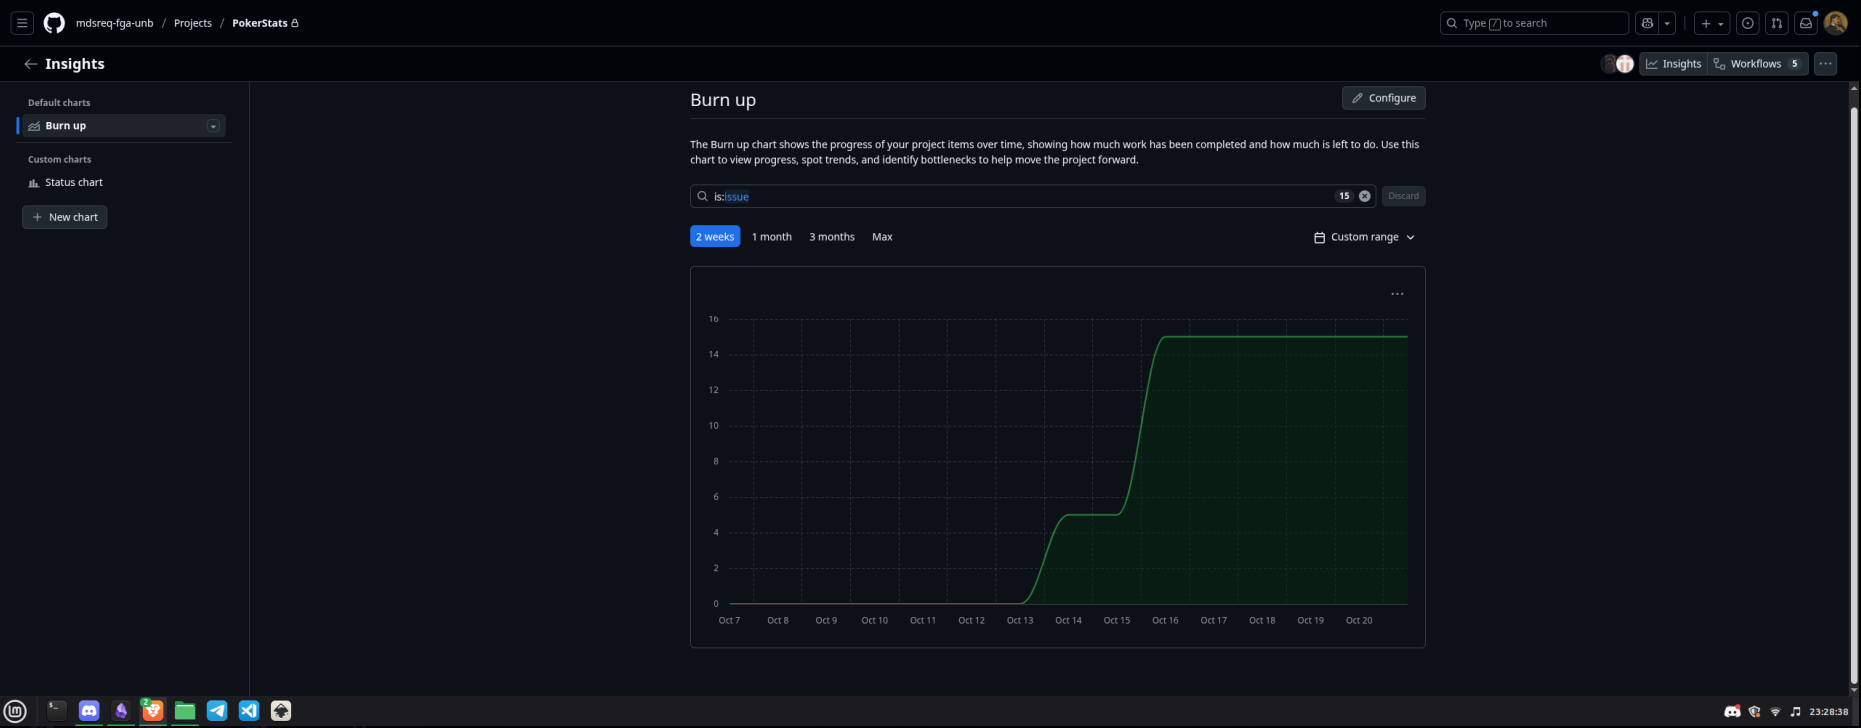 mdsreq-fga-unb / Projects / PokerStats
Type / to search
Insights
Insights
Workflows 5
Default charts
Burn up
Custom charts
Status chart
New chart
Burn up
Configure
The Burn up chart shows the progress of your project items over time, showing how much work has been completed and how much is left to do. Use this
chart to view progress, spot trends, and identify bottlenecks to help move the project forward.
is:issue
15
Discard
2 weeks
1 month
3 months
Max
Custom range
16
14
12
10
8
6
4
2
0
Oct 7
Oct 8
Oct 9
Oct 10
Oct 11
Oct 12
Oct 13
Oct 14
Oct 15
Oct 16
Oct 17
Oct 18
Oct 19
Oct 20
2
23:28:38